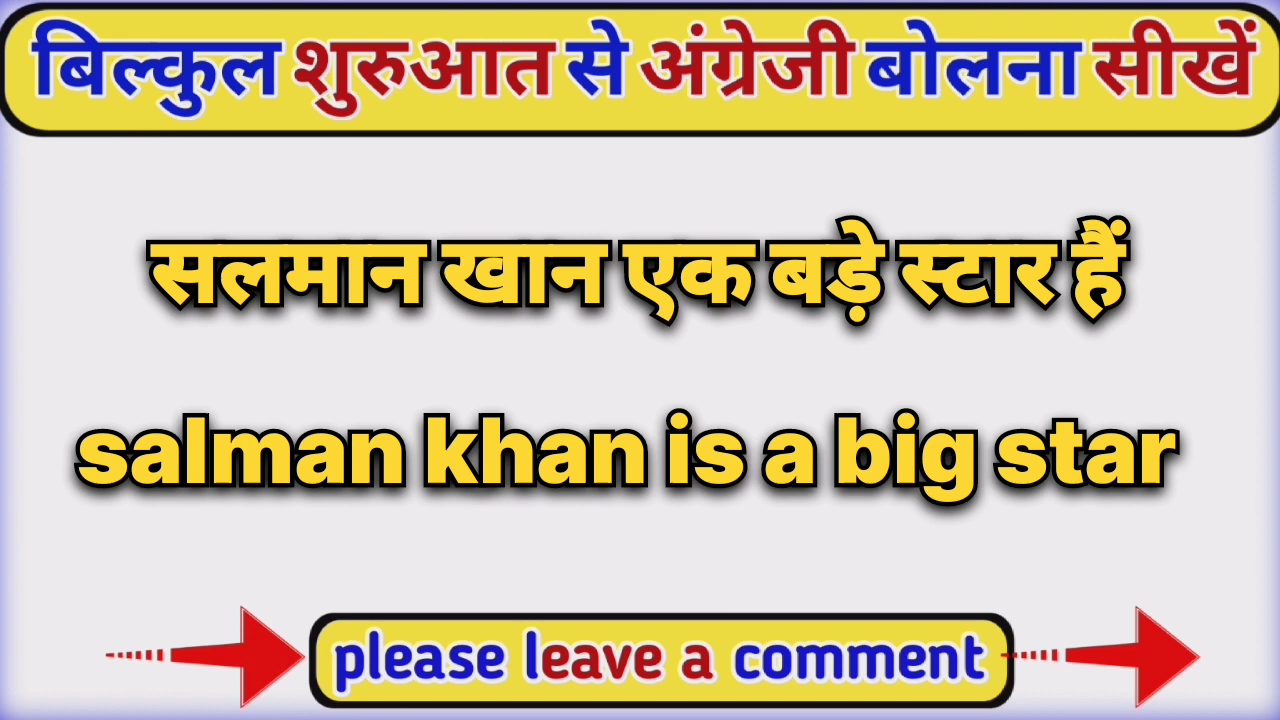 बिल्कुल शुरुआत से अंग्रेजी बोलना सीखें
सलमान खान एक बड़े स्टार हैं
salman khan is a big star
please leave a comment